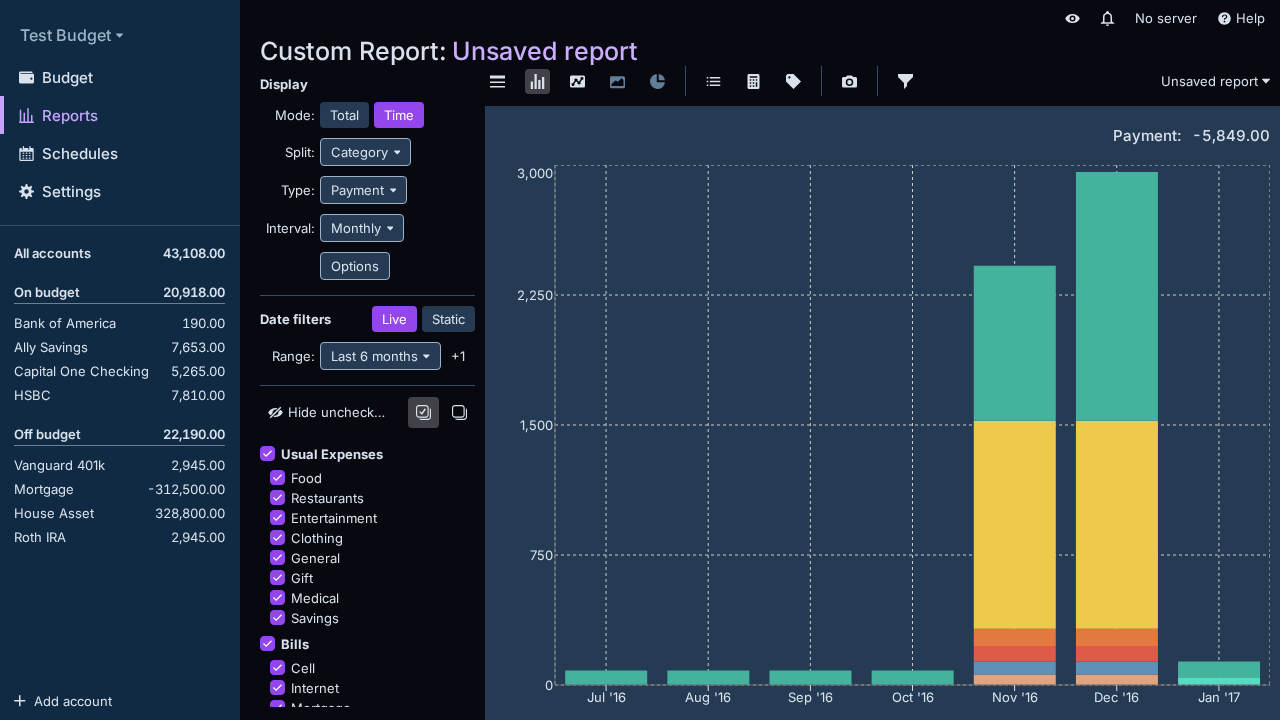 Test Budget
Budget
Reports
Schedules
Settings
All accounts 43,108.00
On budget 20,918.00
Bank of America 190.00
Ally Savings 7,653.00
Capital One Checking 5,265.00
HSBC 7,810.00
Off budget 22,190.00
Vanguard 401k 2,945.00
Mortgage -312,500.00
House Asset 328,800.00
Roth IRA 2,945.00
Add account
No server Help
Custom Report: Unsaved report
Display
Mode: Total Time
Split: Category
Type: Payment
Interval: Monthly
Options
Date filters Live Static
Range: Last 6 months +1
Hide uncheck...
Usual Expenses
Food
Restaurants
Entertainment
Clothing
General
Gift
Medical
Savings
Bills
Cell
Internet
Mortgage
Unsaved report
Payment: -5,849.00
3,000
2,250
1,500
750
0
Jul '16 Aug '16 Sep '16 Oct '16 Nov '16 Dec '16 Jan '17